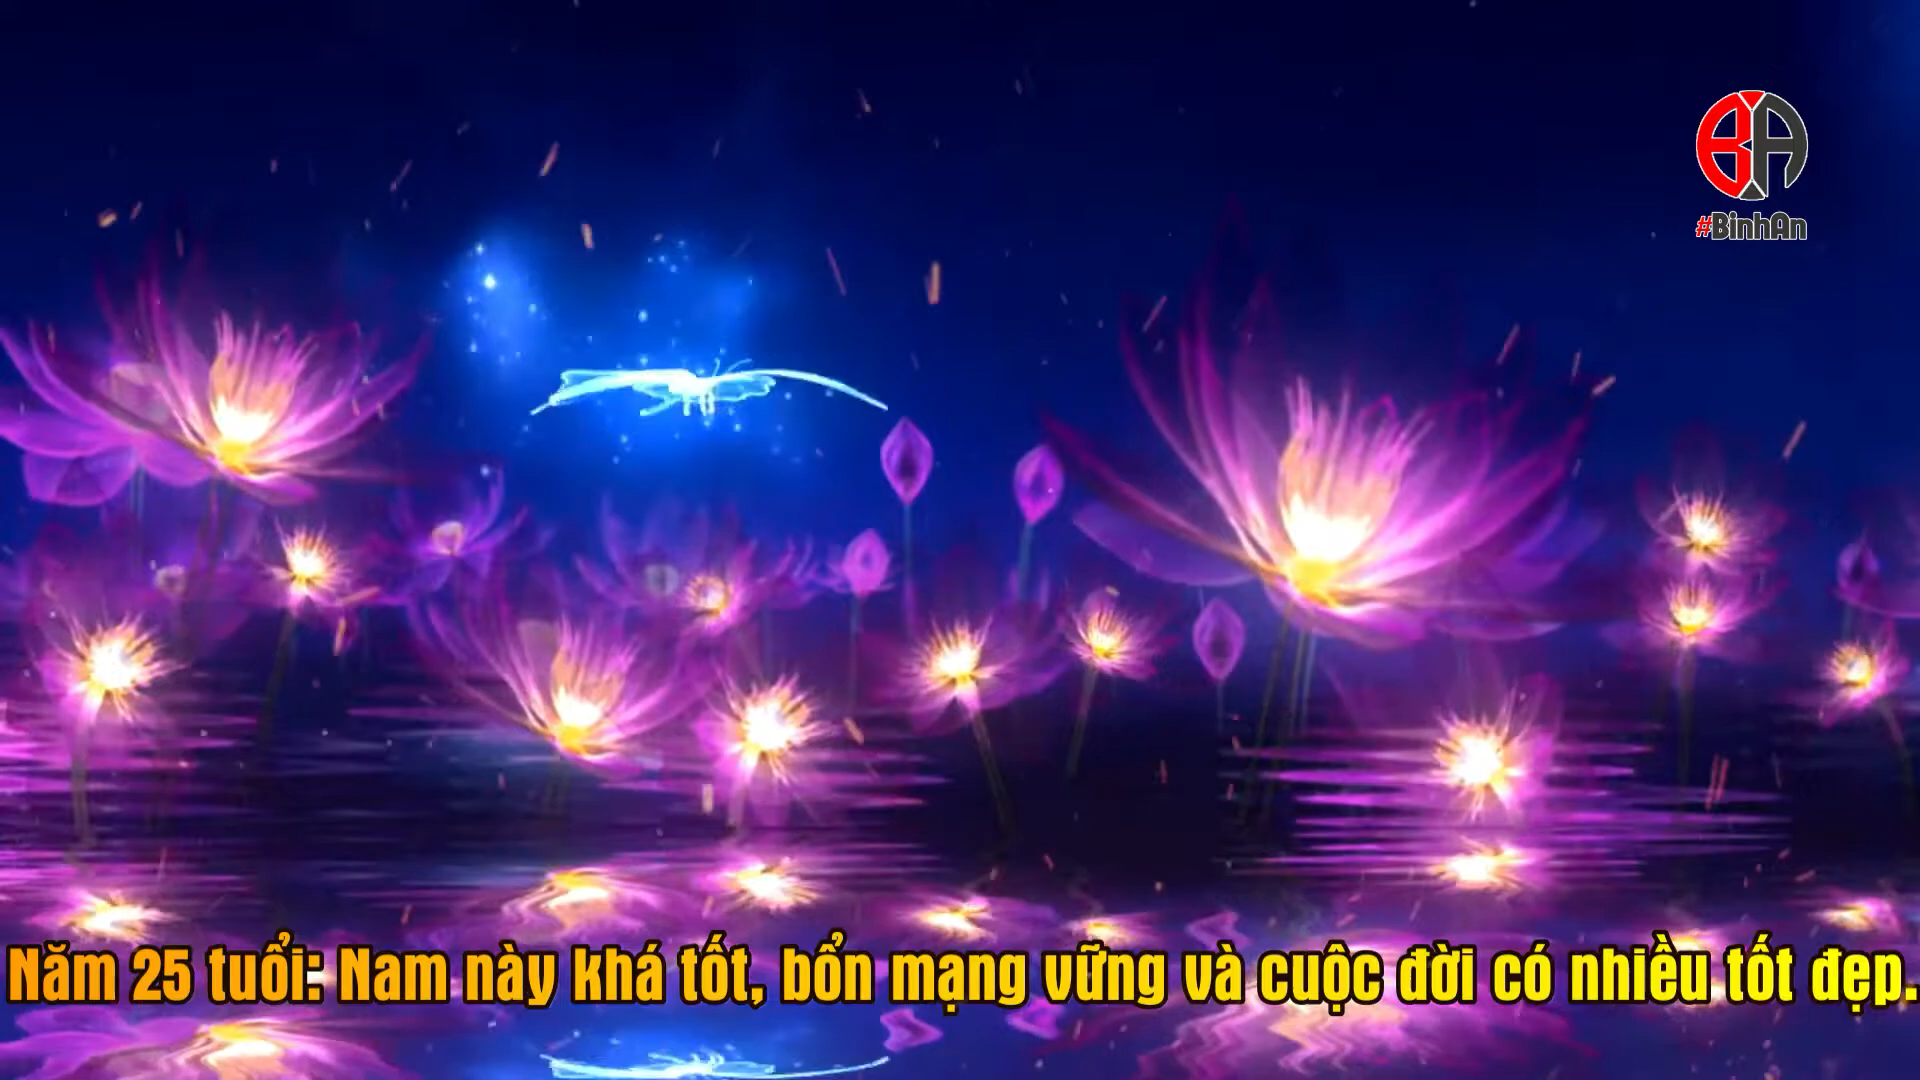 #BinhAn
Năm 25 tuổi: Nam này khá tốt, bổn mạng vững và cuộc đời có nhiều tốt đẹp.